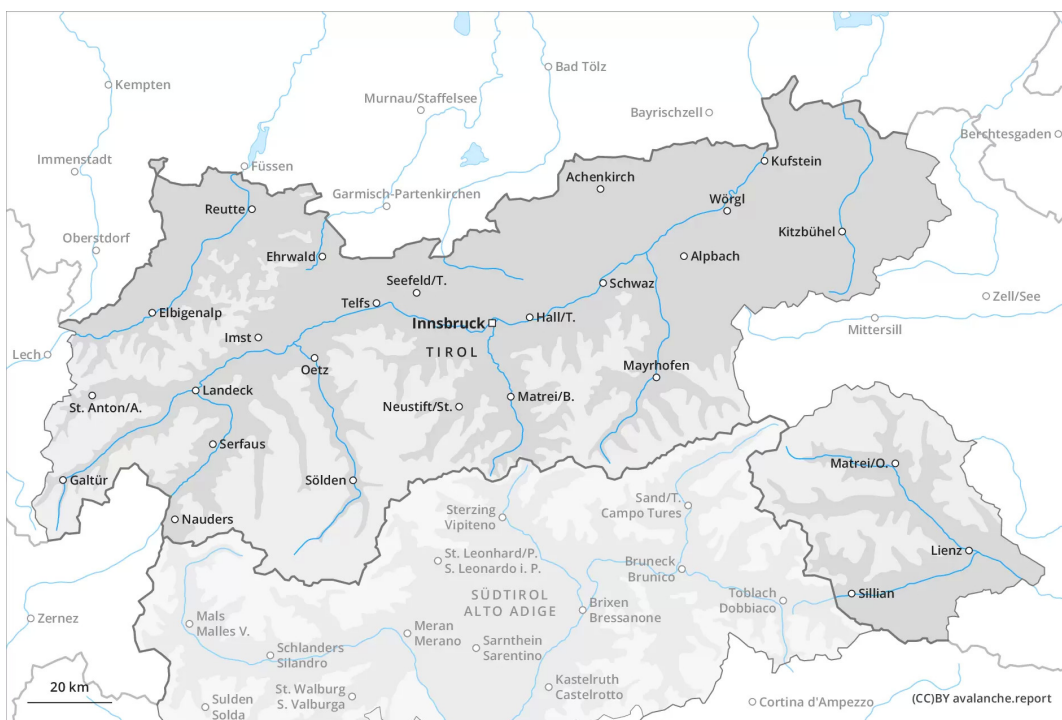 Kempten
Bad Tölz
Murnau/Staffelsee
Bayrischzell
Berchtesgaden
Immenstadt
Füssen
Kufstein
Achenkirch
Garmisch-Partenkirchen
Wörgl
Reutte
Kitzbühel
Oberstdorf
Ehrwald
Alpbach
Seefeld/T.
Schwaz
Zell/See
Telfs
Elbigenalp
Hall/T.
Innsbruck
Mittersill
Imst
TIROL
Lech
Oetz
Mayrhofen
Landeck
Matrei/B.
St. Anton/A.
Neustift/St.
Serfaus
Matrei/O.
Galtür
Sölden
Sand/T.
Campo Tures
Sterzing
Vipiteno
Nauders
Lienz
St. Leonhard/P.
S. Leonardo i. P.
Bruneck
Brunico
SÜDTIROL
ALTO ADIGE
Toblach
Dobbiaco
Sillian
Brixen
Bressanone
Zernez
Mals
Malles V.
Meran
Merano
Sarnthein
Sarentino
Schlanders
Silandro
Kastelruth
Castelrotto
20 km
St. Walburg
S. Valburga
Sulden
Solda
Cortina d'Ampezzo
(CC)BY avalanche.report